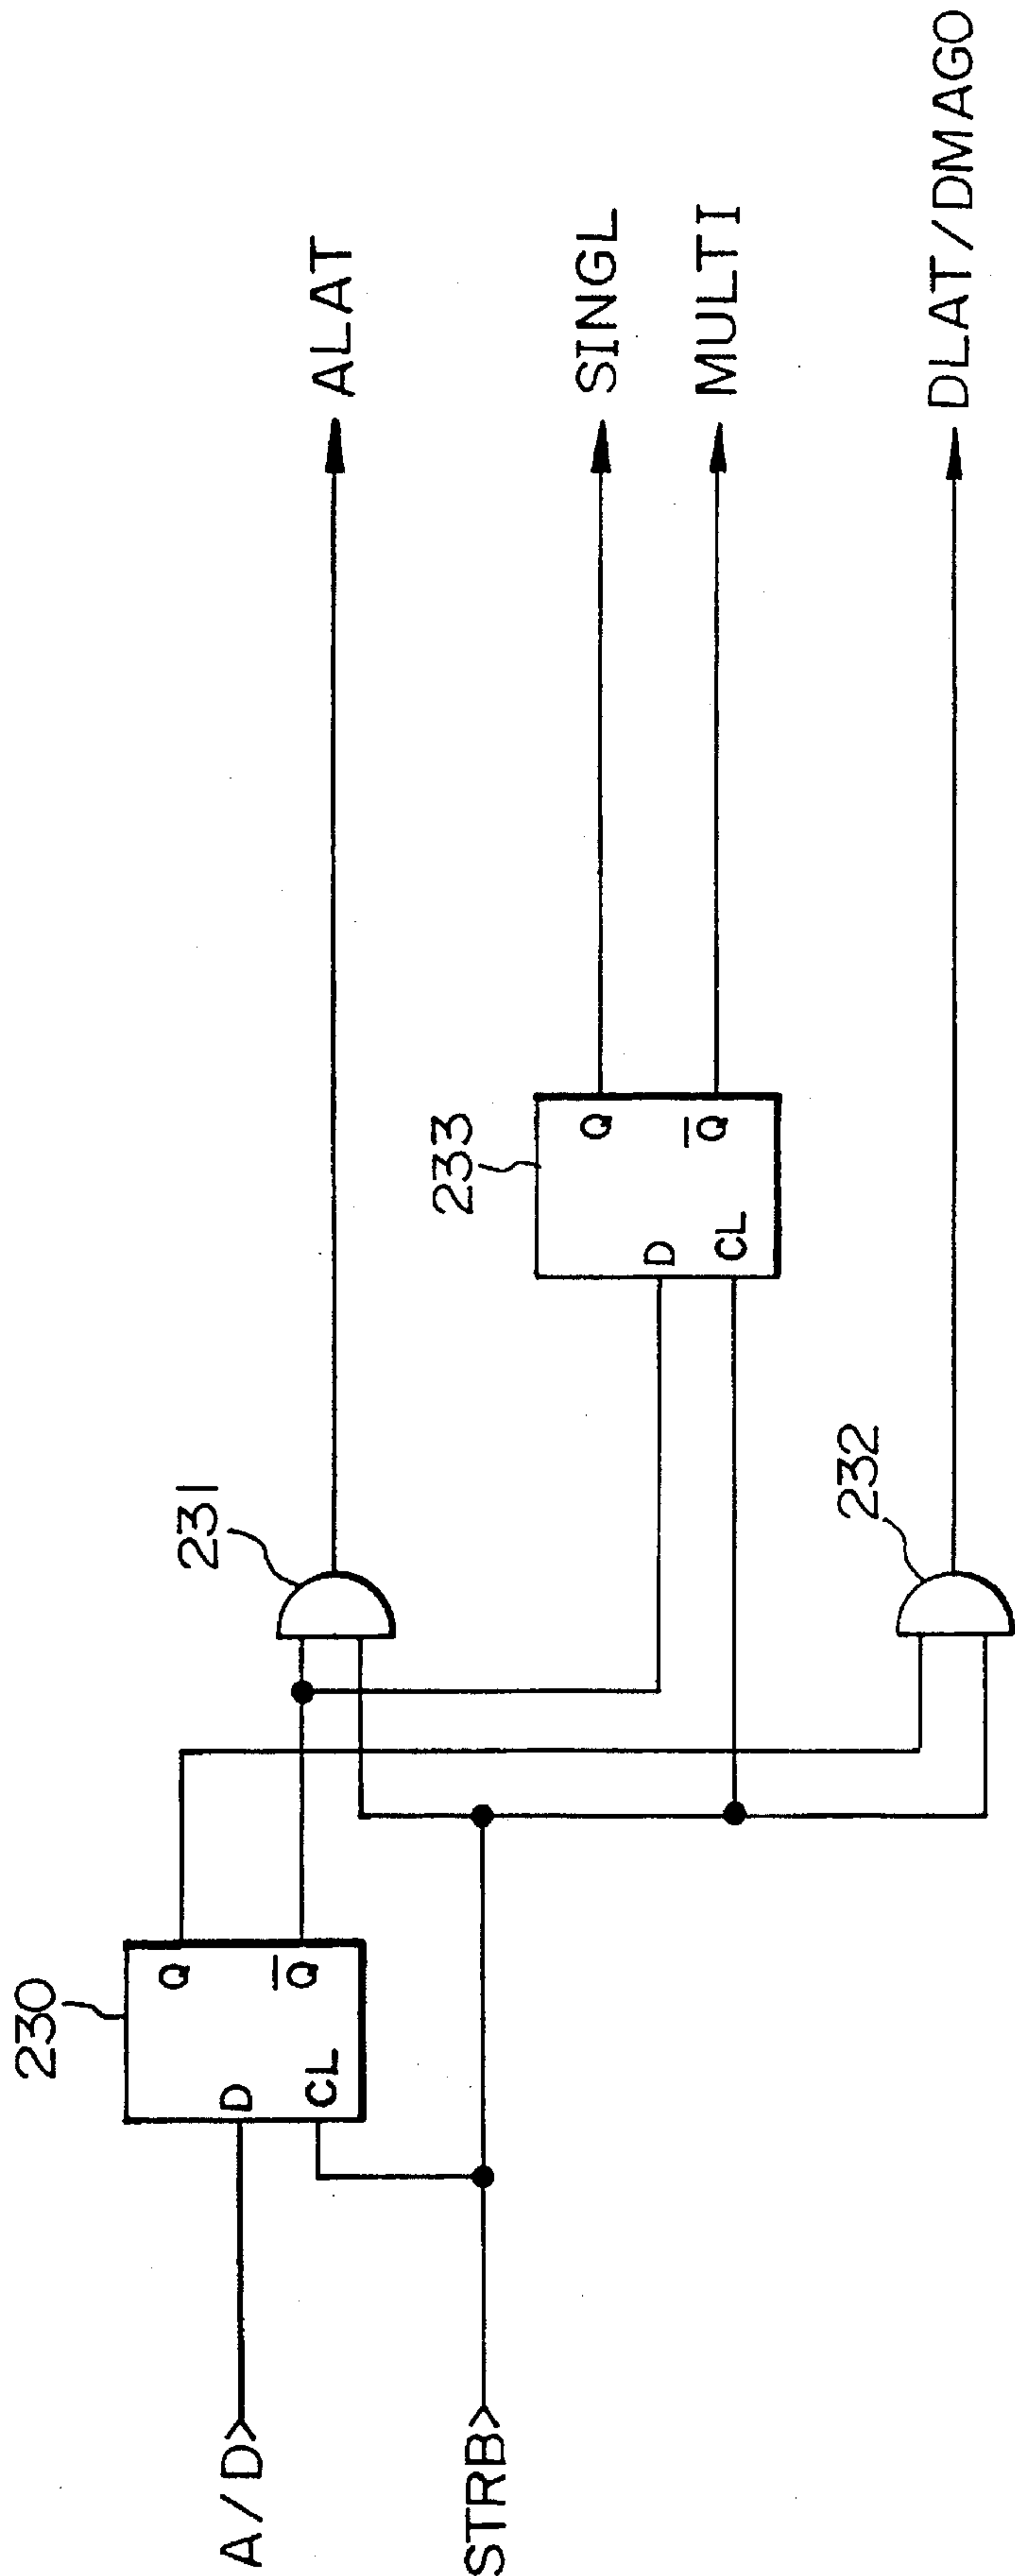 A/D
STRB
230
D
CL
Q
Q̅
231
232
233
D
CL
Q
Q̅
ALAT
SINGL
MULTI
DLAT/DMAGO